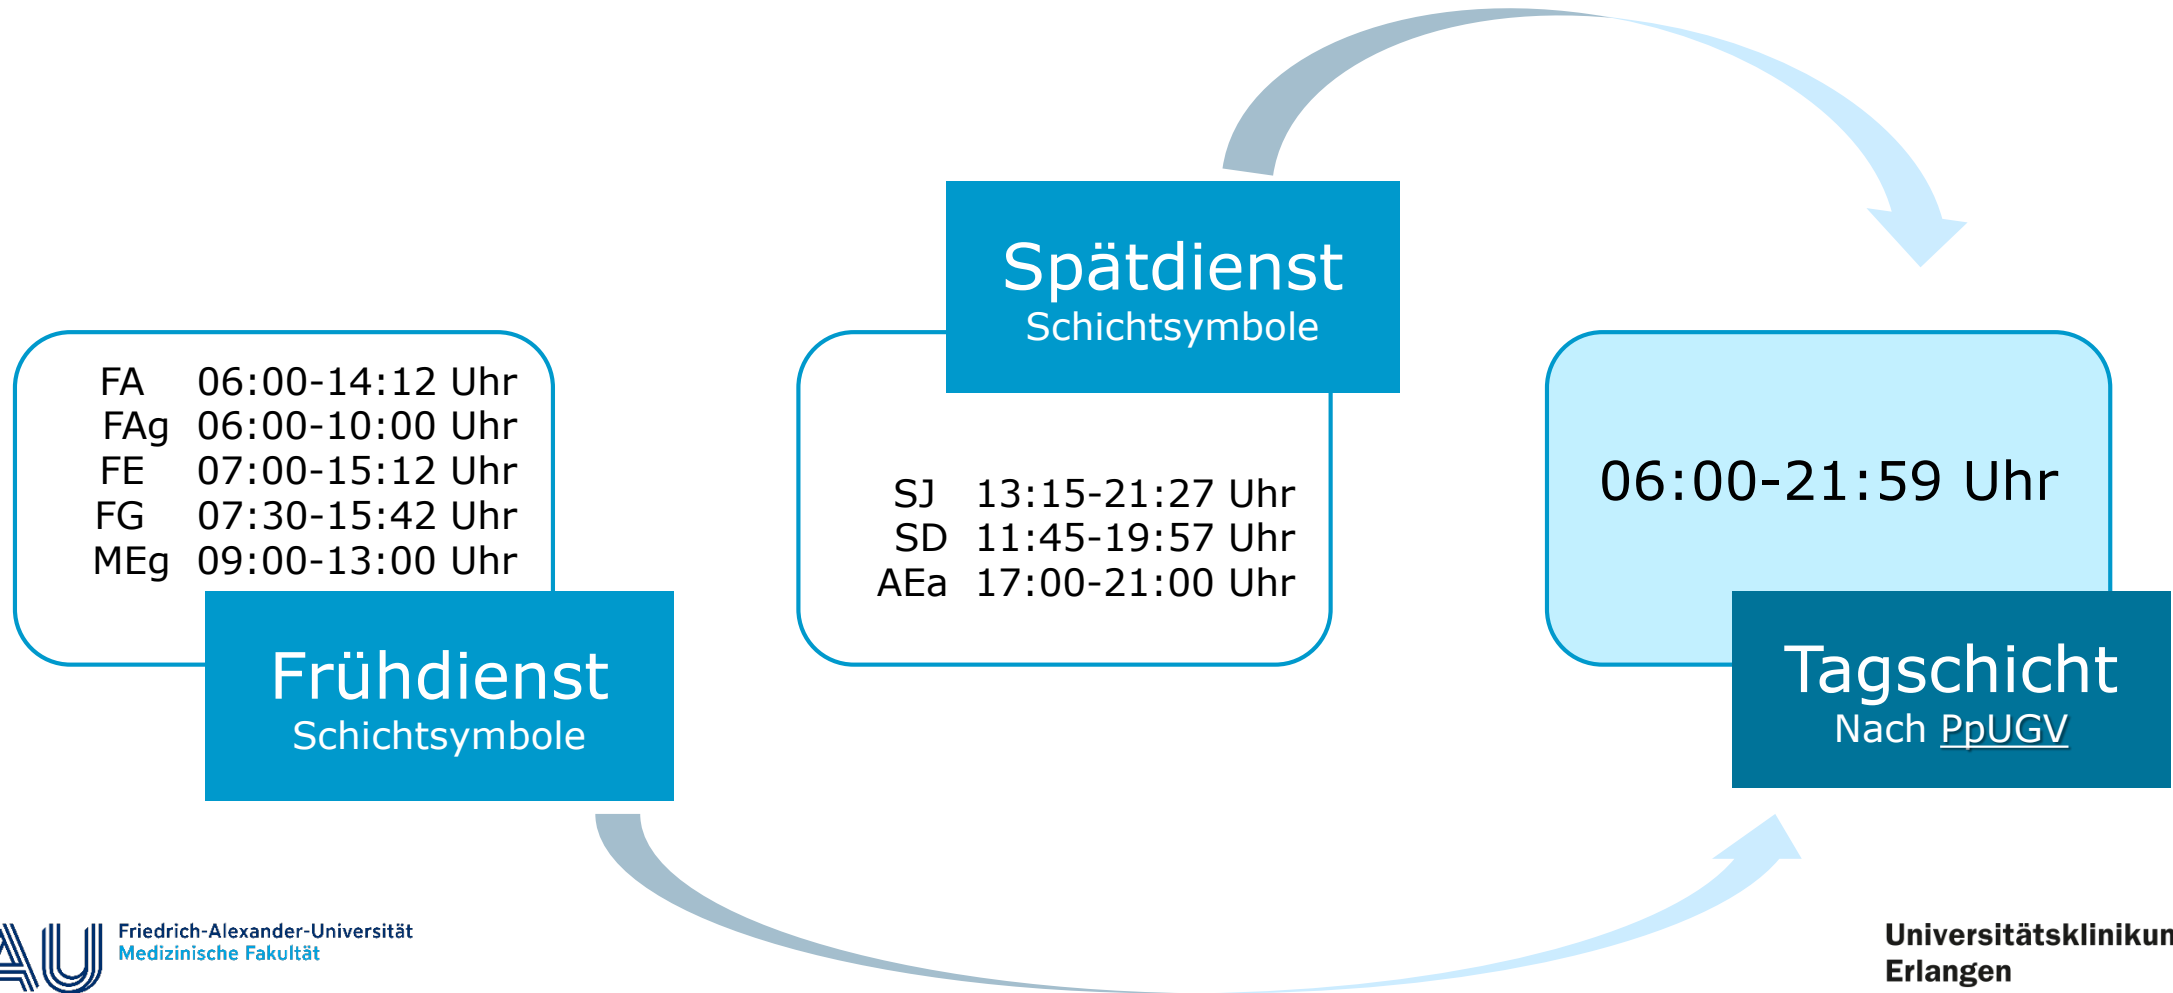 FA 06:00-14:12 Uhr
FAg 06:00-10:00 Uhr
FE 07:00-15:12 Uhr
FG 07:30-15:42 Uhr
MEg 09:00-13:00 Uhr
Frühdienst
Schichtsymbole
Spätdienst
Schichtsymbole
SJ 13:15-21:27 Uhr
SD 11:45-19:57 Uhr
AEa 17:00-21:00 Uhr
06:00-21:59 Uhr
Tagschicht
Nach PpUGV
AU Friedrich-Alexander-Universität
Medizinische Fakultät
Universitätsklinikun
Erlangen